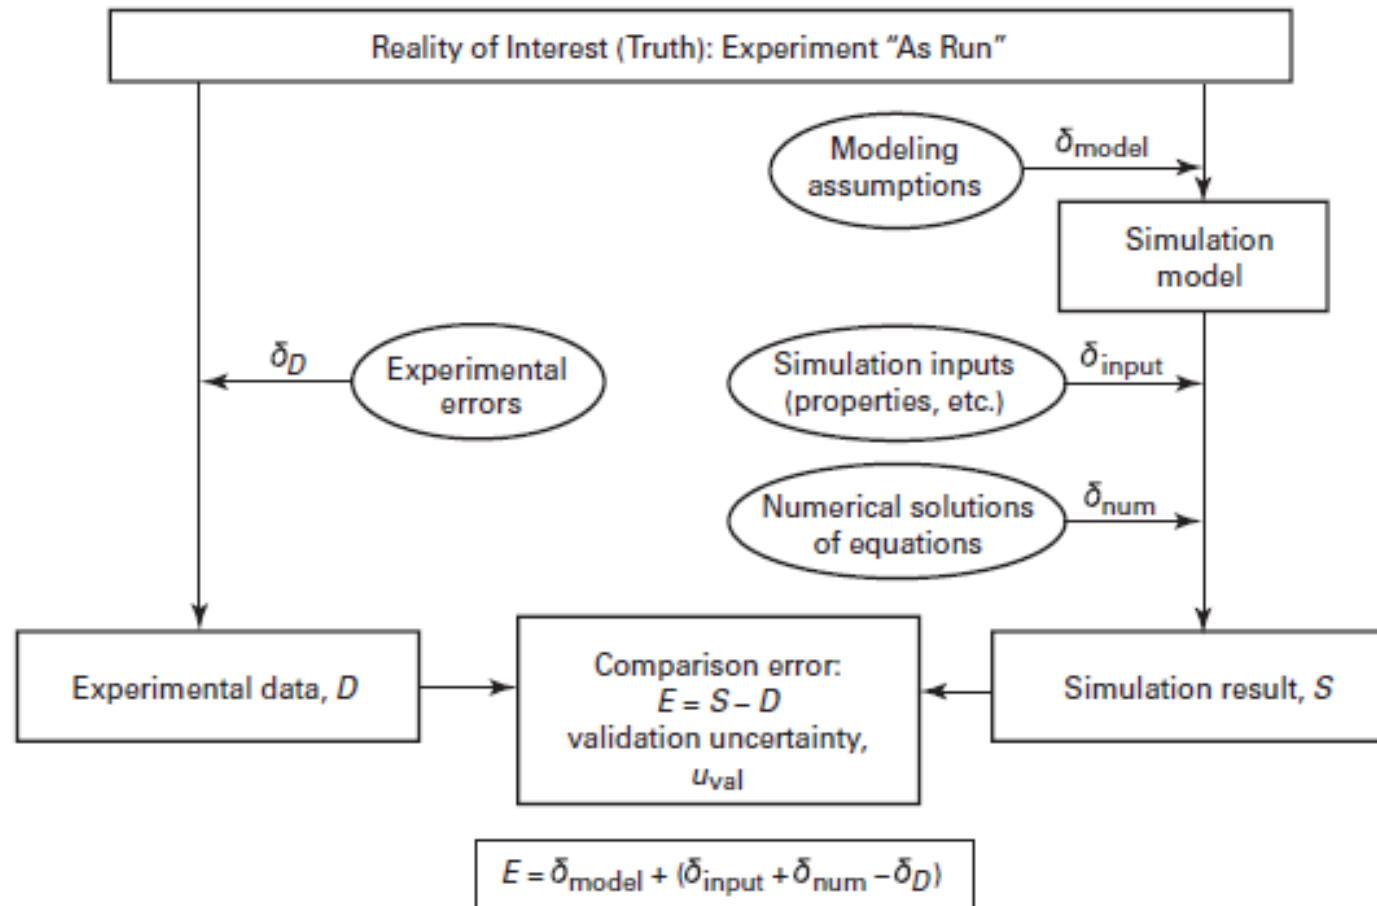 Reality of Interest (Truth): Experiment “As Run”
Modeling
assumptions
δmodel
Simulation
model
δD
Experimental
errors
Simulation inputs
(properties, etc.)
δinput
Numerical solutions
of equations
δnum
Experimental data, D
Comparison error:
E = S – D
validation uncertainty,
uval
Simulation result, S
E = δmodel + (δinput + δnum – δD)